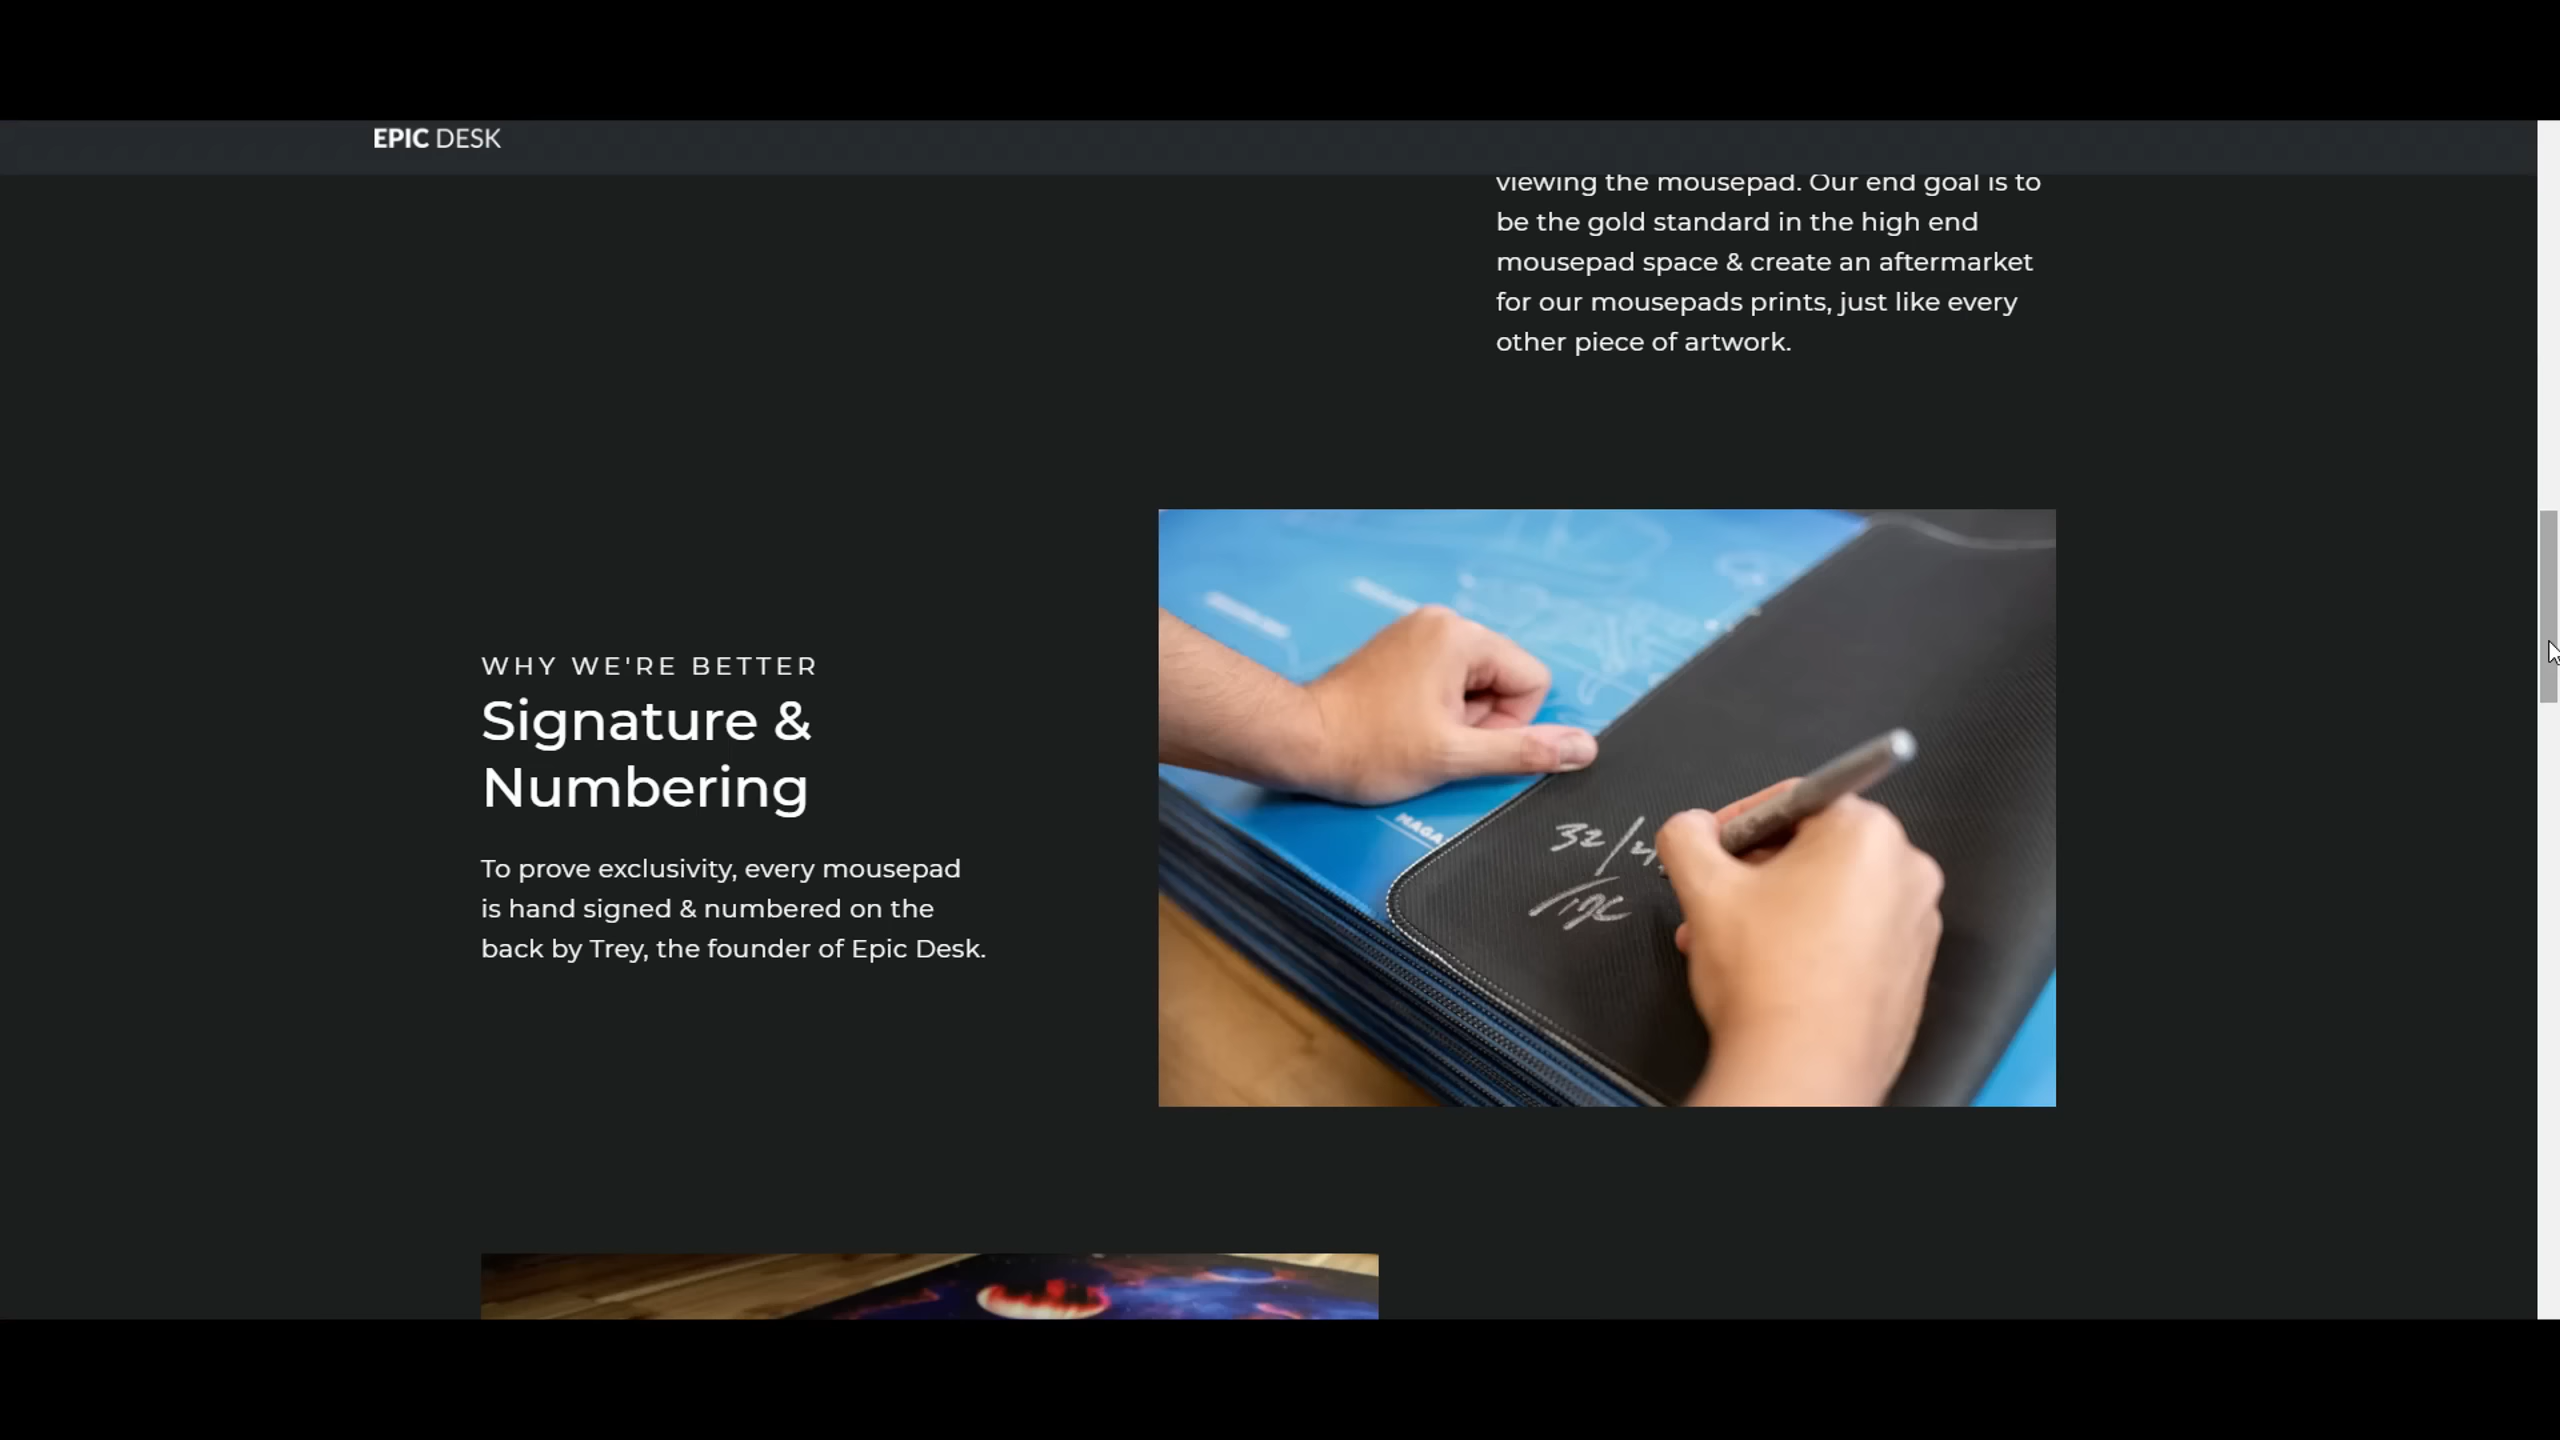 EPIC DESK
viewing the mousepad. Our end goal is to
be the gold standard in the high end
mousepad space & create an aftermarket
for our mousepads prints, just like every
other piece of artwork.
WHY WE'RE BETTER
Signature &
Numbering
To prove exclusivity, every mousepad
is hand signed & numbered on the
back by Trey, the founder of Epic Desk.
MAGA
32/